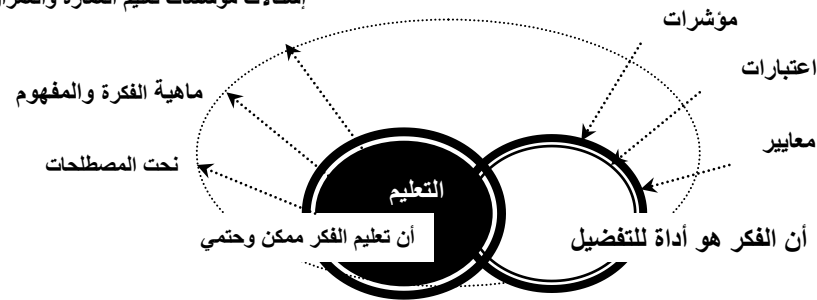 مؤشرات
اعتبارات
معايير
ماهية الفكرة والمفهوم
نحت المصطلحات
التعليم
أن الفكر هو أداة للتفضيل
أن تعليم الفكر ممكن وحتمي